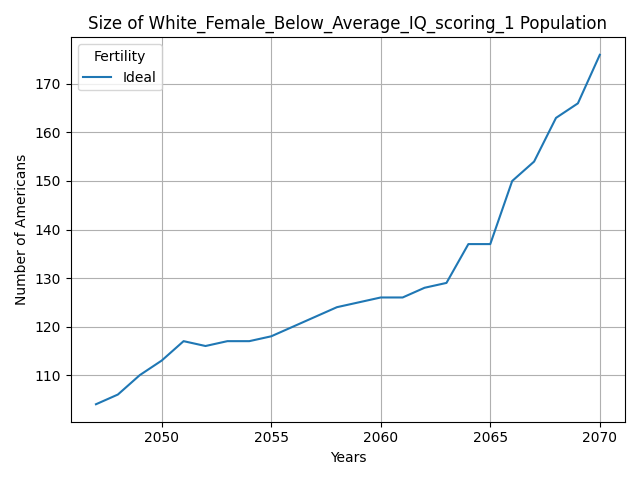 Size of White_Female_Below_Average_IQ_scoring_1 Population
Fertility
Ideal
Number of Americans
170
160
150
140
130
120
110
2050 2055 2060 2065 2070
Years